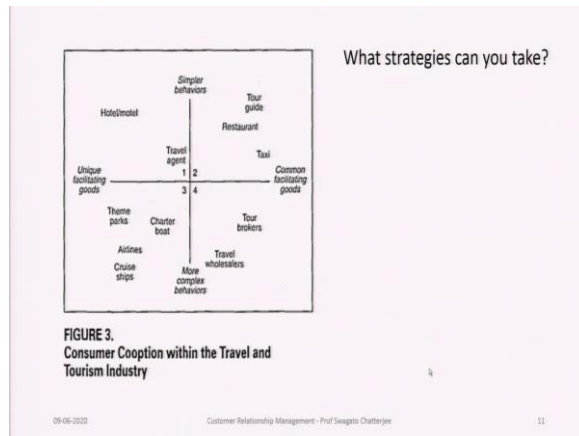 What strategies can you take?
Simpler
behaviors
Hotel/motel
Tour
guide
Restaurant
Travel
agent
Taxi
1 2
Unique
facilitating
goods
Common
facilitating
goods
3 4
Theme
parks
Charter
boat
Tour
brokers
Airlines
Travel
wholesalers
Cruise
ships
More
complex
behaviors
FIGURE 3.
Consumer Cooption within the Travel and
Tourism Industry
09-06-2020
Customer Relationship Management - Prof Swagato Chatterjee
11